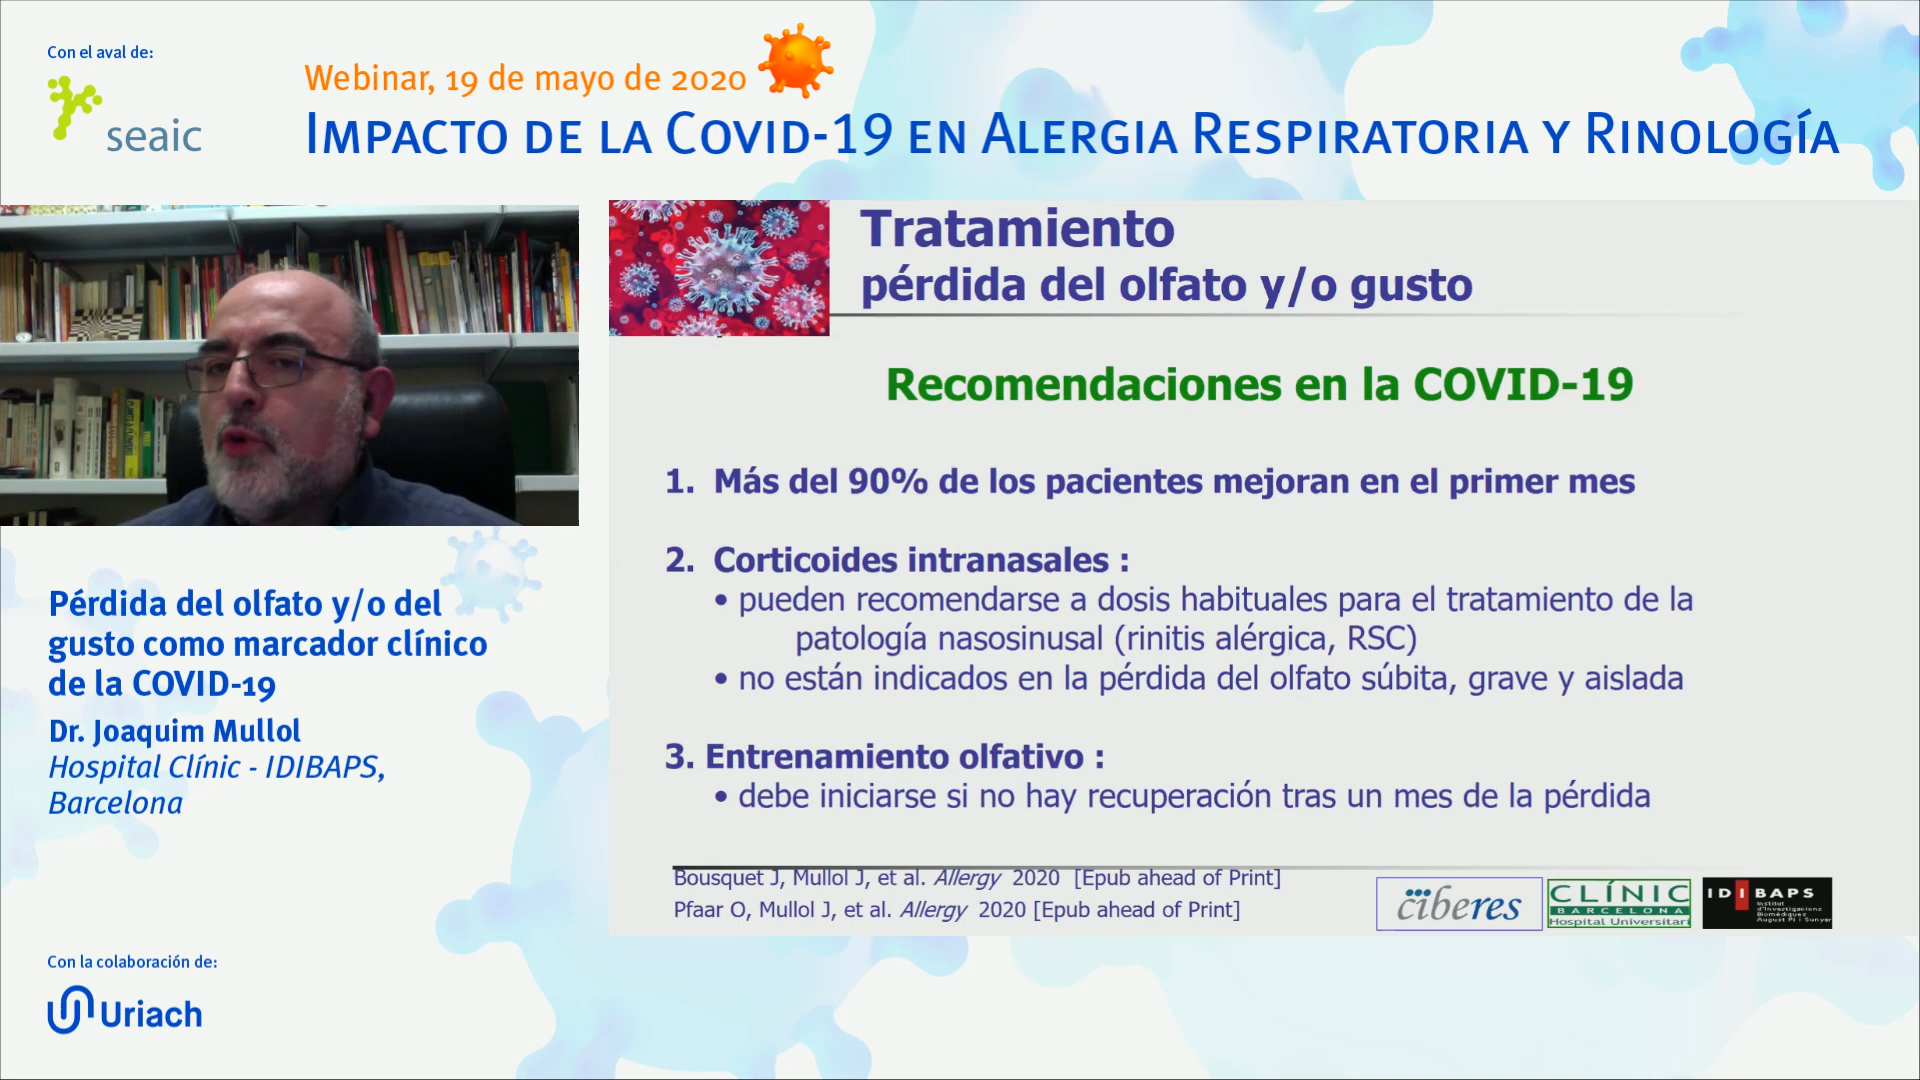 Con el aval de:
seaic
Webinar, 19 de mayo de 2020
Impacto de la Covid-19 en Alergia Respiratoria y Rinología
Tratamiento
pérdida del olfato y/o gusto
Recomendaciones en la COVID-19
1. Más del 90% de los pacientes mejoran en el primer mes
2. Corticoides intranasales :
• pueden recomendarse a dosis habituales para el tratamiento de la
patología nasosinusal (rinitis alérgica, RSC)
• no están indicados en la pérdida del olfato súbita, grave y aislada
3. Entrenamiento olfativo :
• debe iniciarse si no hay recuperación tras un mes de la pérdida
Bousquet J, Mullol J, et al. Allergy 2020 [Epub ahead of Print]
Pfaar O, Mullol J, et al. Allergy 2020 [Epub ahead of Print]
ciberes
CLÍNIC
BARCELONA
Hospital Universitari
IDIBAPS
Institut
d'Investigacions
Biomèdiques
August Pi i Sunyer
Pérdida del olfato y/o del
gusto como marcador clínico
de la COVID-19
Dr. Joaquim Mullol
Hospital Clínic - IDIBAPS,
Barcelona
Con la colaboración de:
Uriach